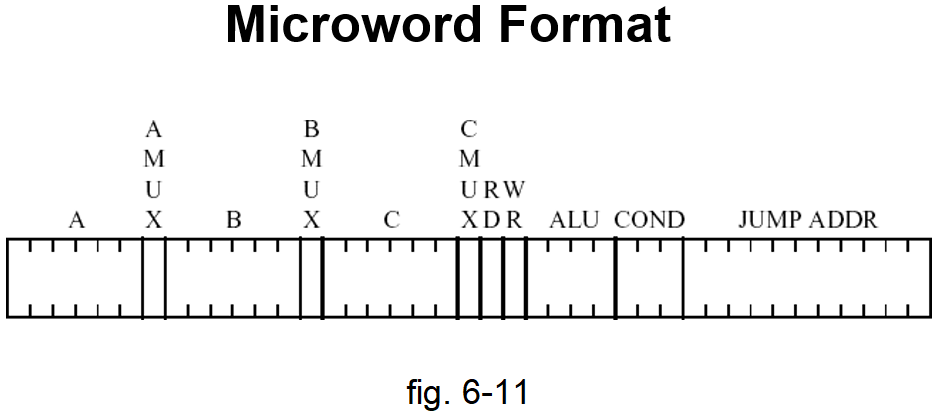 Microword Format
A B C
M M M
U U U R W
A X B X C X D R ALU COND JUMP ADDR
fig. 6-11